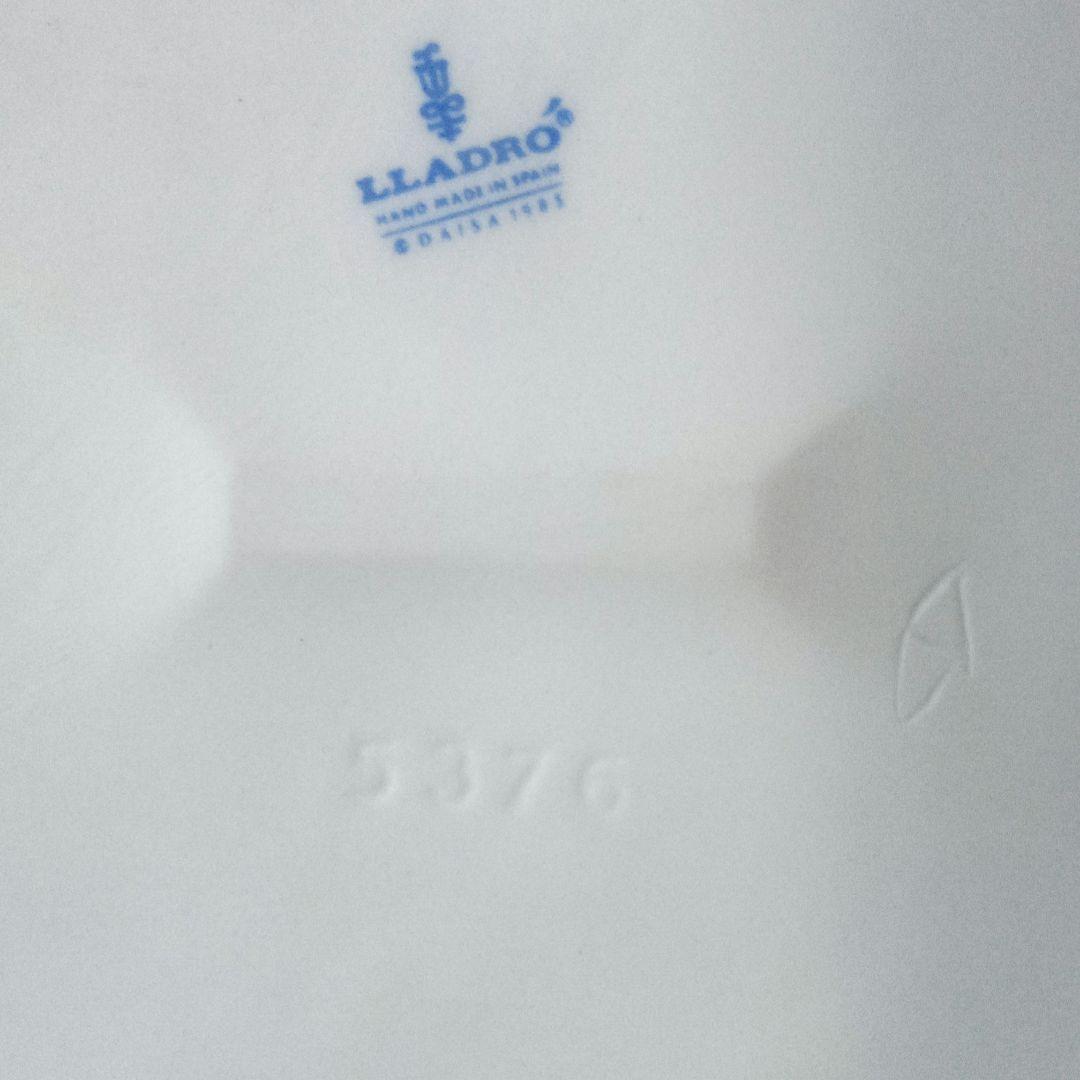 LLADRÓ®
HAND MADE IN SPAIN
© DAISA 1985
5376